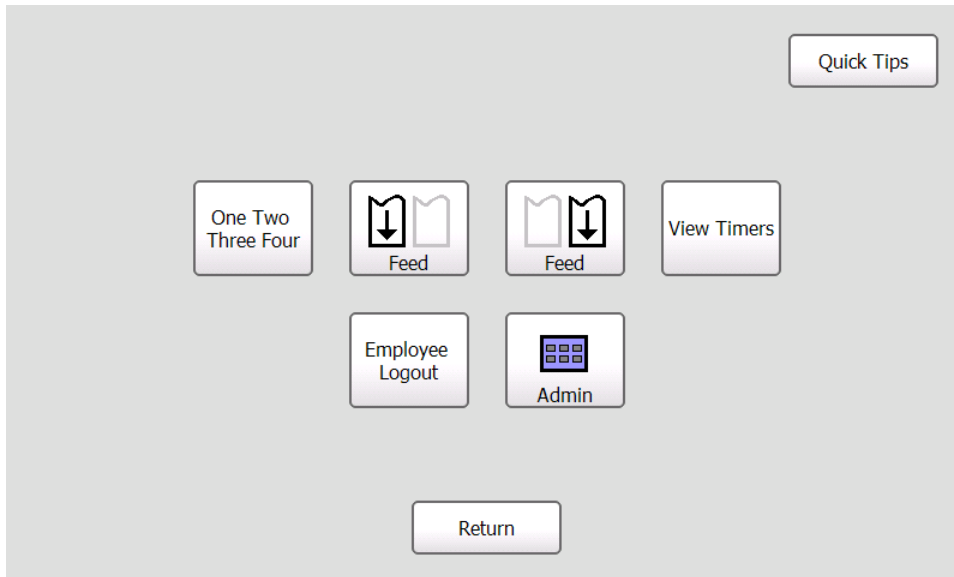 Quick Tips
One Two
Three Four
Feed
Feed
View Timers
Employee
Logout
Admin
Return